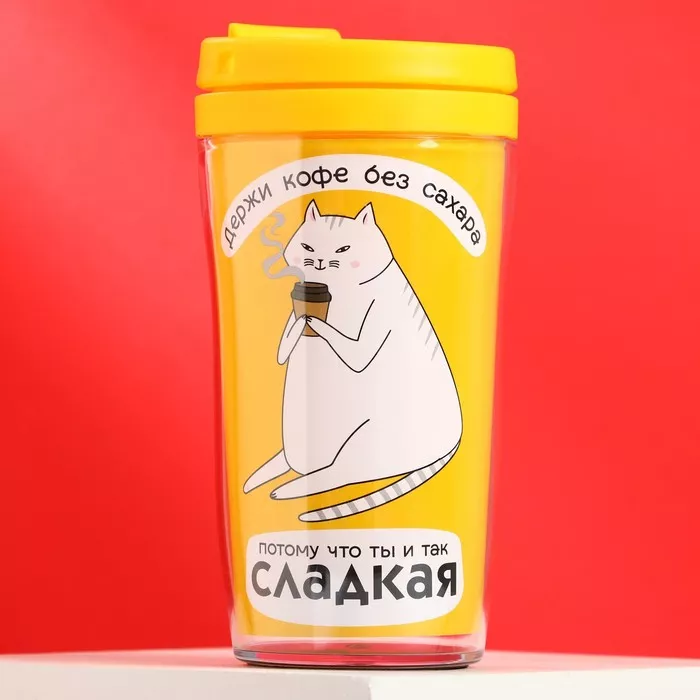 Держи кофе без сахара
потому что ты и так
сладкая